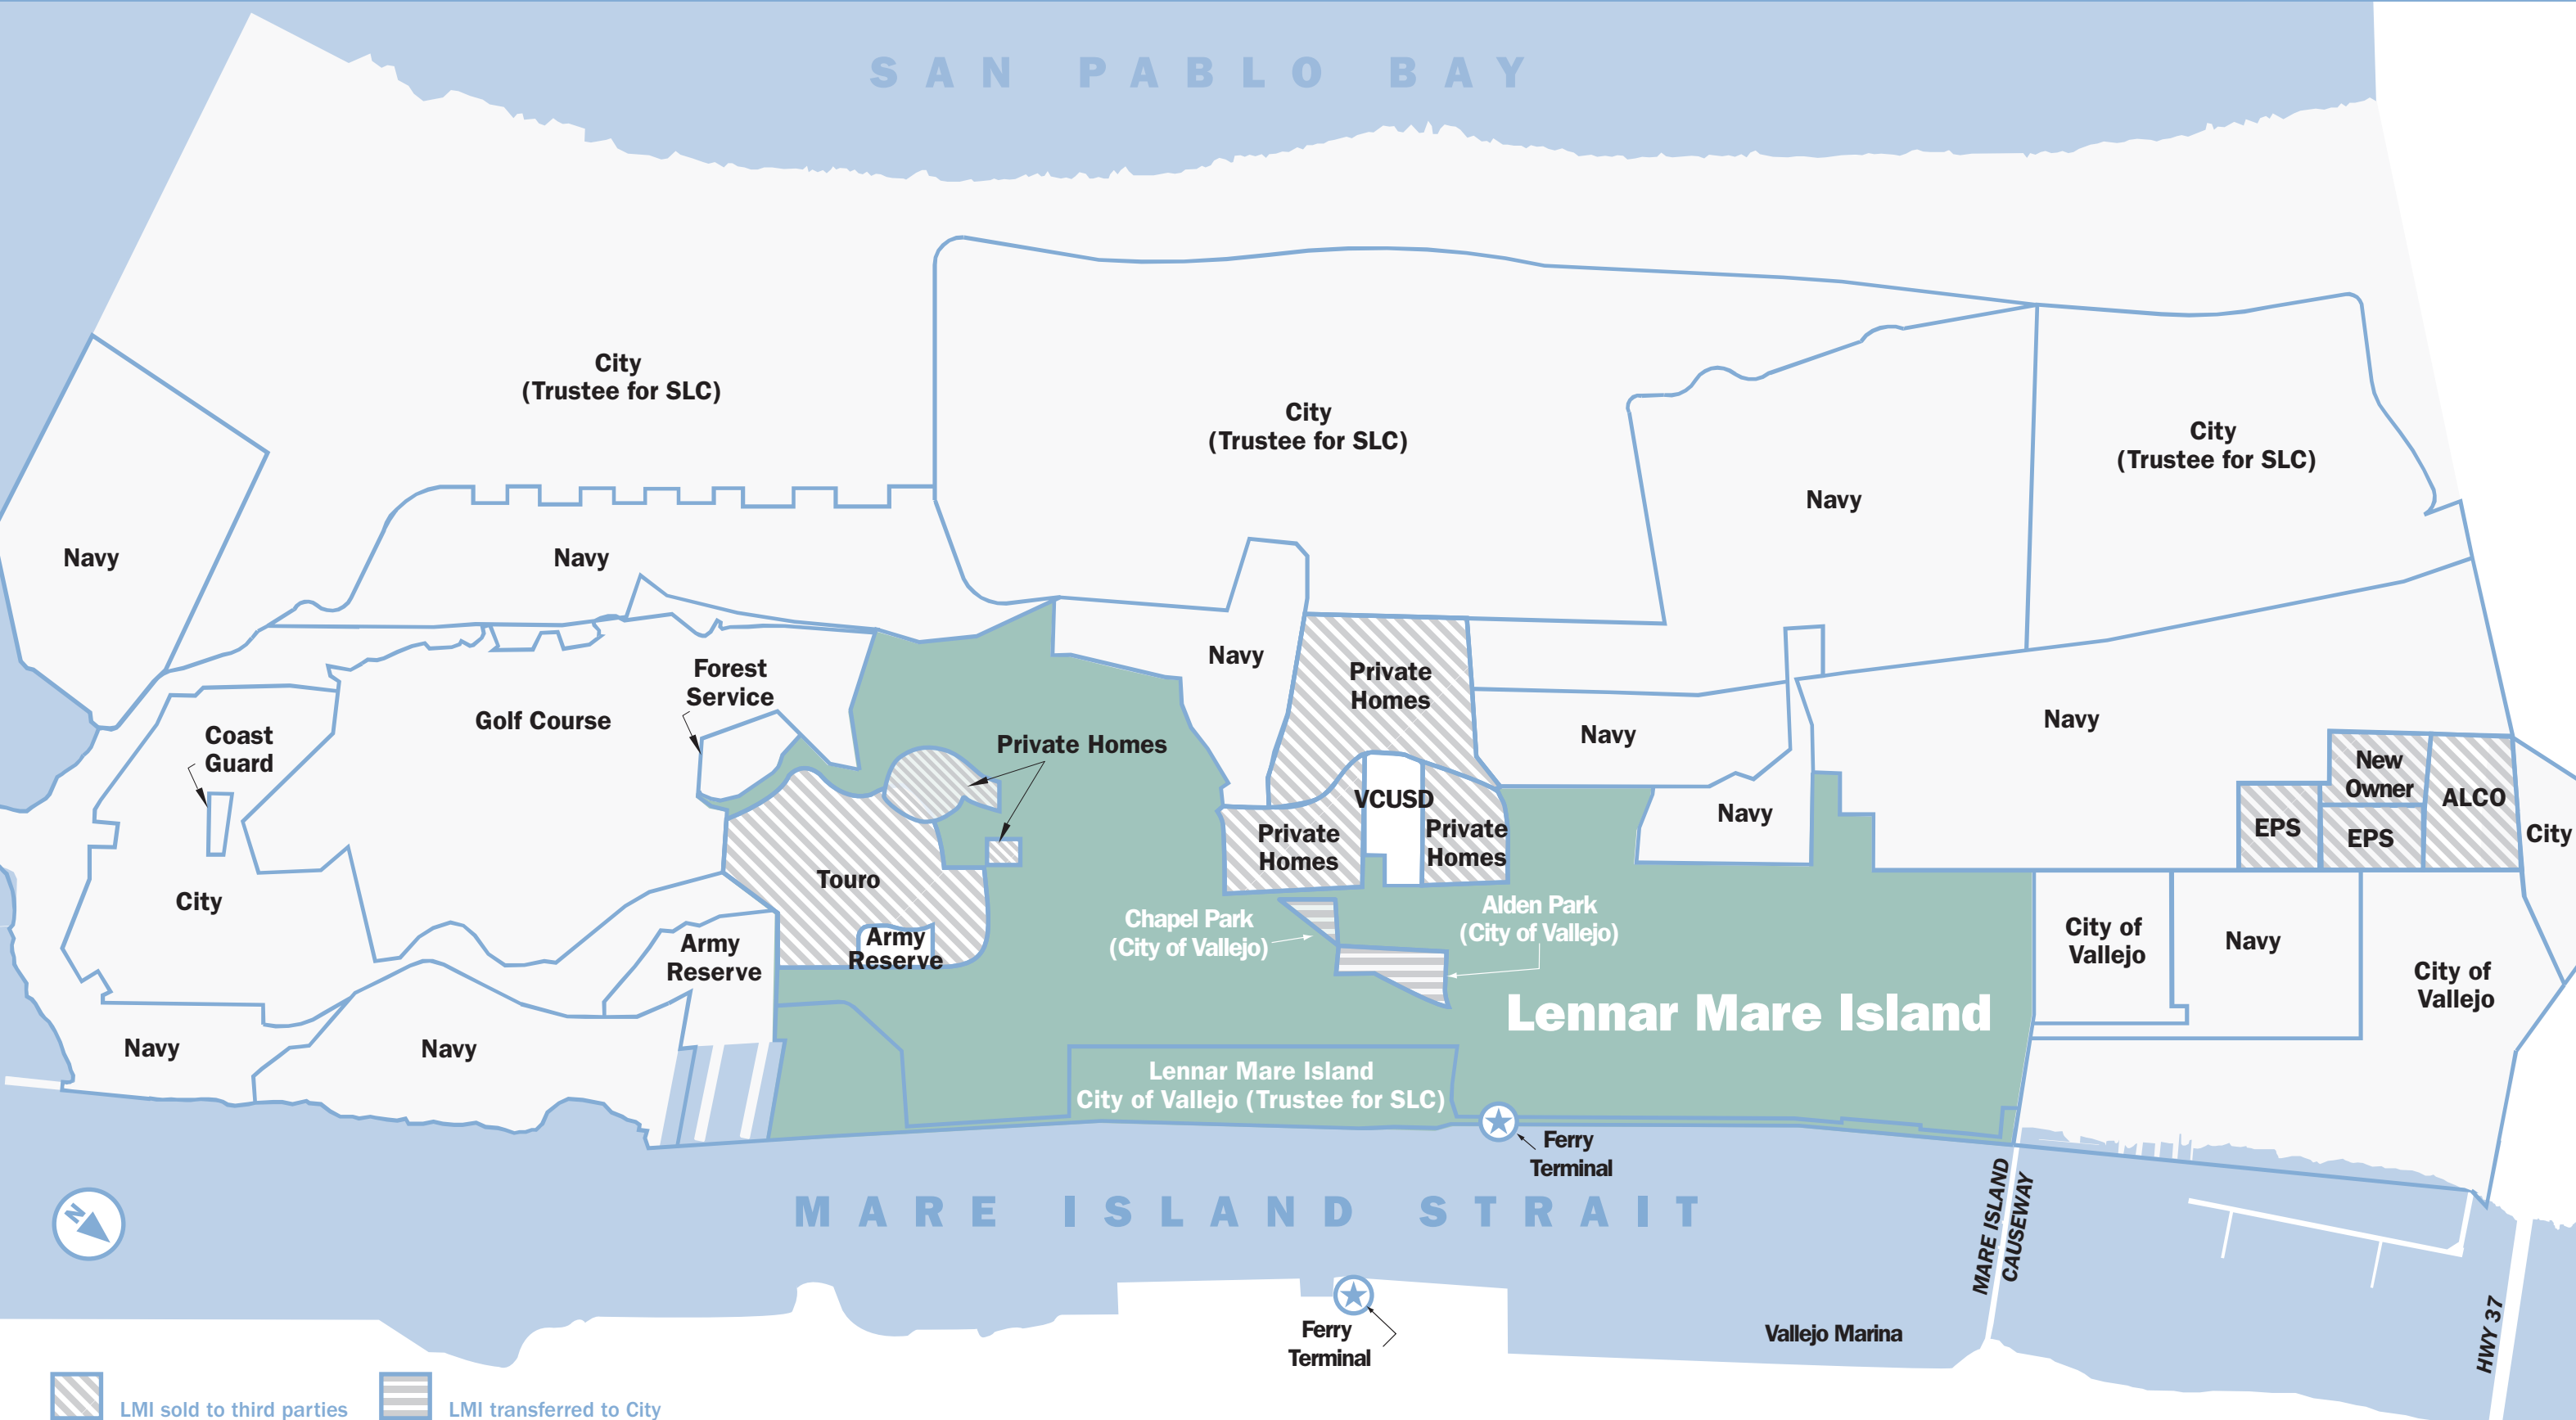 SAN PABLO BAY
City
(Trustee for SLC)
City
(Trustee for SLC)
City
(Trustee for SLC)
Navy
Navy
Navy
Navy
Forest
Service
Golf Course
Coast
Guard
Private Homes
Private
Homes
Navy
Navy
Navy
New
Owner
ALCO
EPS
EPS
City
VCUSD
Private
Homes
Private
Homes
Touro
City
Army
Reserve
Army
Reserve
Chapel Park
(City of Vallejo)
Alden Park
(City of Vallejo)
City of
Vallejo
Navy
City of
Vallejo
Lennar Mare Island
Navy
Navy
Lennar Mare Island
City of Vallejo (Trustee for SLC)
Ferry
Terminal
MARE ISLAND STRAIT
MARE ISLAND
CAUSEWAY
N
Ferry
Terminal
Vallejo Marina
HWY 37
LMI sold to third parties
LMI transferred to City